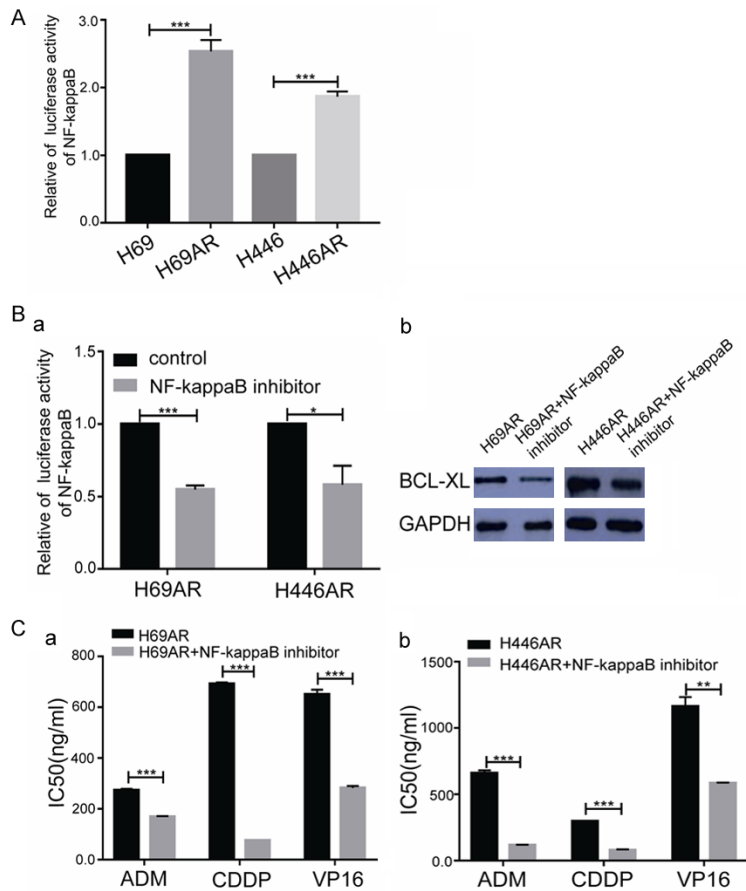 A
Relative of luciferase activity
of NF-kappaB
3.0
2.0
1.0
0.0
***
***
H69
H69AR
H446
H446AR
B
a
Relative of luciferase activity
of NF-kappaB
1.5
1.0
0.5
0.0
control
NF-kappaB inhibitor
***
*
H69AR
H446AR
b
H69AR
H69AR+NF-kappaB
inhibitor
H446AR
H446AR+NF-kappaB
inhibitor
BCL-XL
GAPDH
C
a
H69AR
H69AR+NF-kappaB inhibitor
IC50(ng/ml)
800
600
400
200
0.0
***
***
***
ADM
CDDP
VP16
b
H446AR
H446AR+NF-kappaB inhibitor
IC50(ng/ml)
1500
1000
500
0.0
***
***
**
ADM
CDDP
VP16